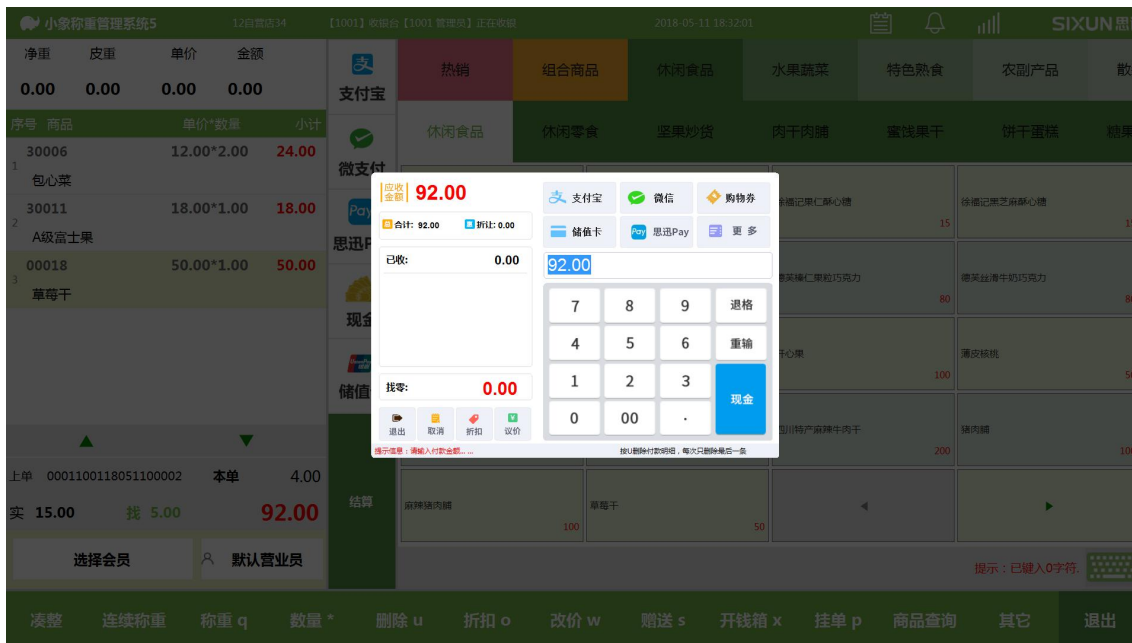 小象称重管理系统5 12自营店34 【1001】收银台【1001 管理员】正在收银 2018-05-11 18:32:01 SIXUN思
净重 皮重 单价 金额
0.00 0.00 0.00 0.00
序号 商品 单价*数量 小计
1 30006 12.00*2.00 24.00
包心菜
2 30011 18.00*1.00 18.00
A级富士果
3 00018 50.00*1.00 50.00
草莓干
上单 0001100118051100002 本单 4.00
实 15.00 找 5.00 92.00
选择会员 默认营业员
支付宝
微支付
Pay
思迅P
现金
储值
结算
热销 组合商品 休闲食品 水果蔬菜 特色熟食 农副产品 散
休闲食品 休闲零食 坚果炒货 肉干肉脯 蜜饯果干 饼干蛋糕 糖果
应收金额 92.00
合计: 92.00 折让: 0.00
已收: 0.00
找零: 0.00
退出 取消 折扣 议价
支付宝 微信 购物券
储值卡 Pay 思迅Pay 更多
92.00
7 8 9 退格
4 5 6 重输
1 2 3 现金
0 00 .
提示信息：请输入付款金额... ... 按U删除付款明细，每次只删除最后一条
徐福记果仁酥心糖 15
徐福记黑芝麻酥心糖
德芙榛仁果粒巧克力 80
德芙丝滑牛奶巧克力
开心果 100
薄皮核桃
四川特产麻辣牛肉干 200
猪肉脯
麻辣猪肉脯 100
草莓干 50
提示：已键入0字符.
凑整 连续称重 称重 q 数量 * 删除 u 折扣 o 改价 w 赠送 s 开钱箱 x 挂单 p 商品查询 其它 退出